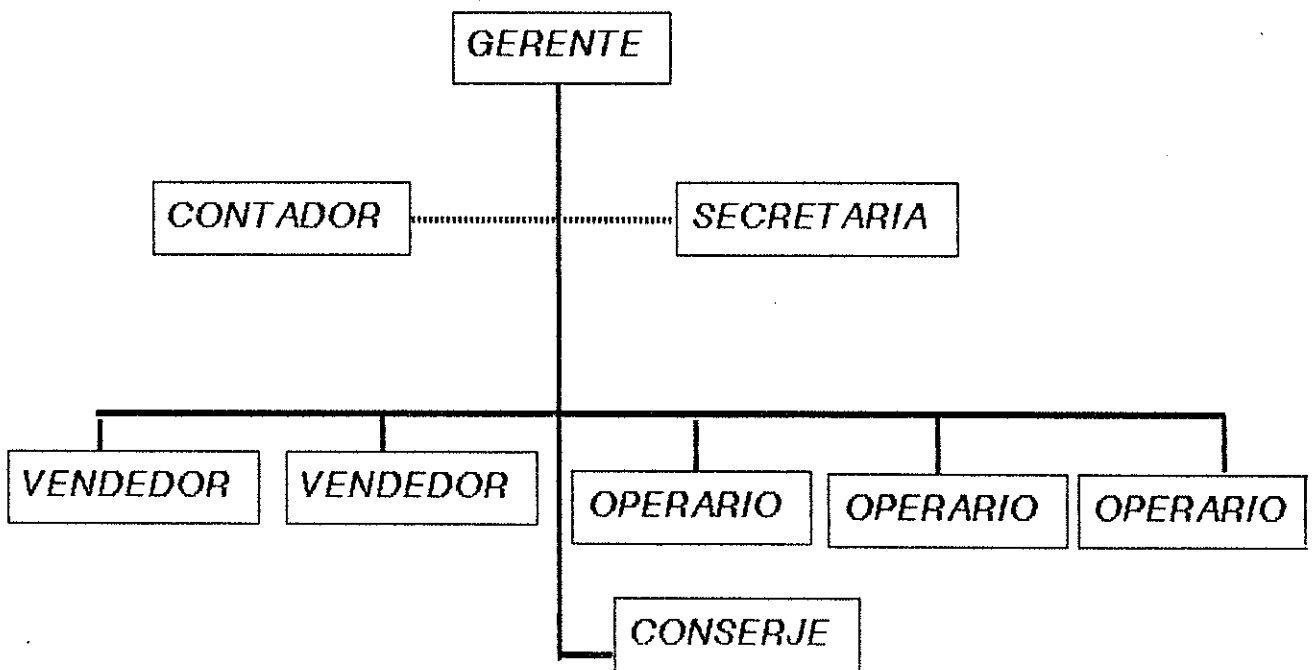 GERENTE
CONTADOR
SECRETARIA
VENDEDOR
VENDEDOR
OPERARIO
OPERARIO
OPERARIO
CONSERJE